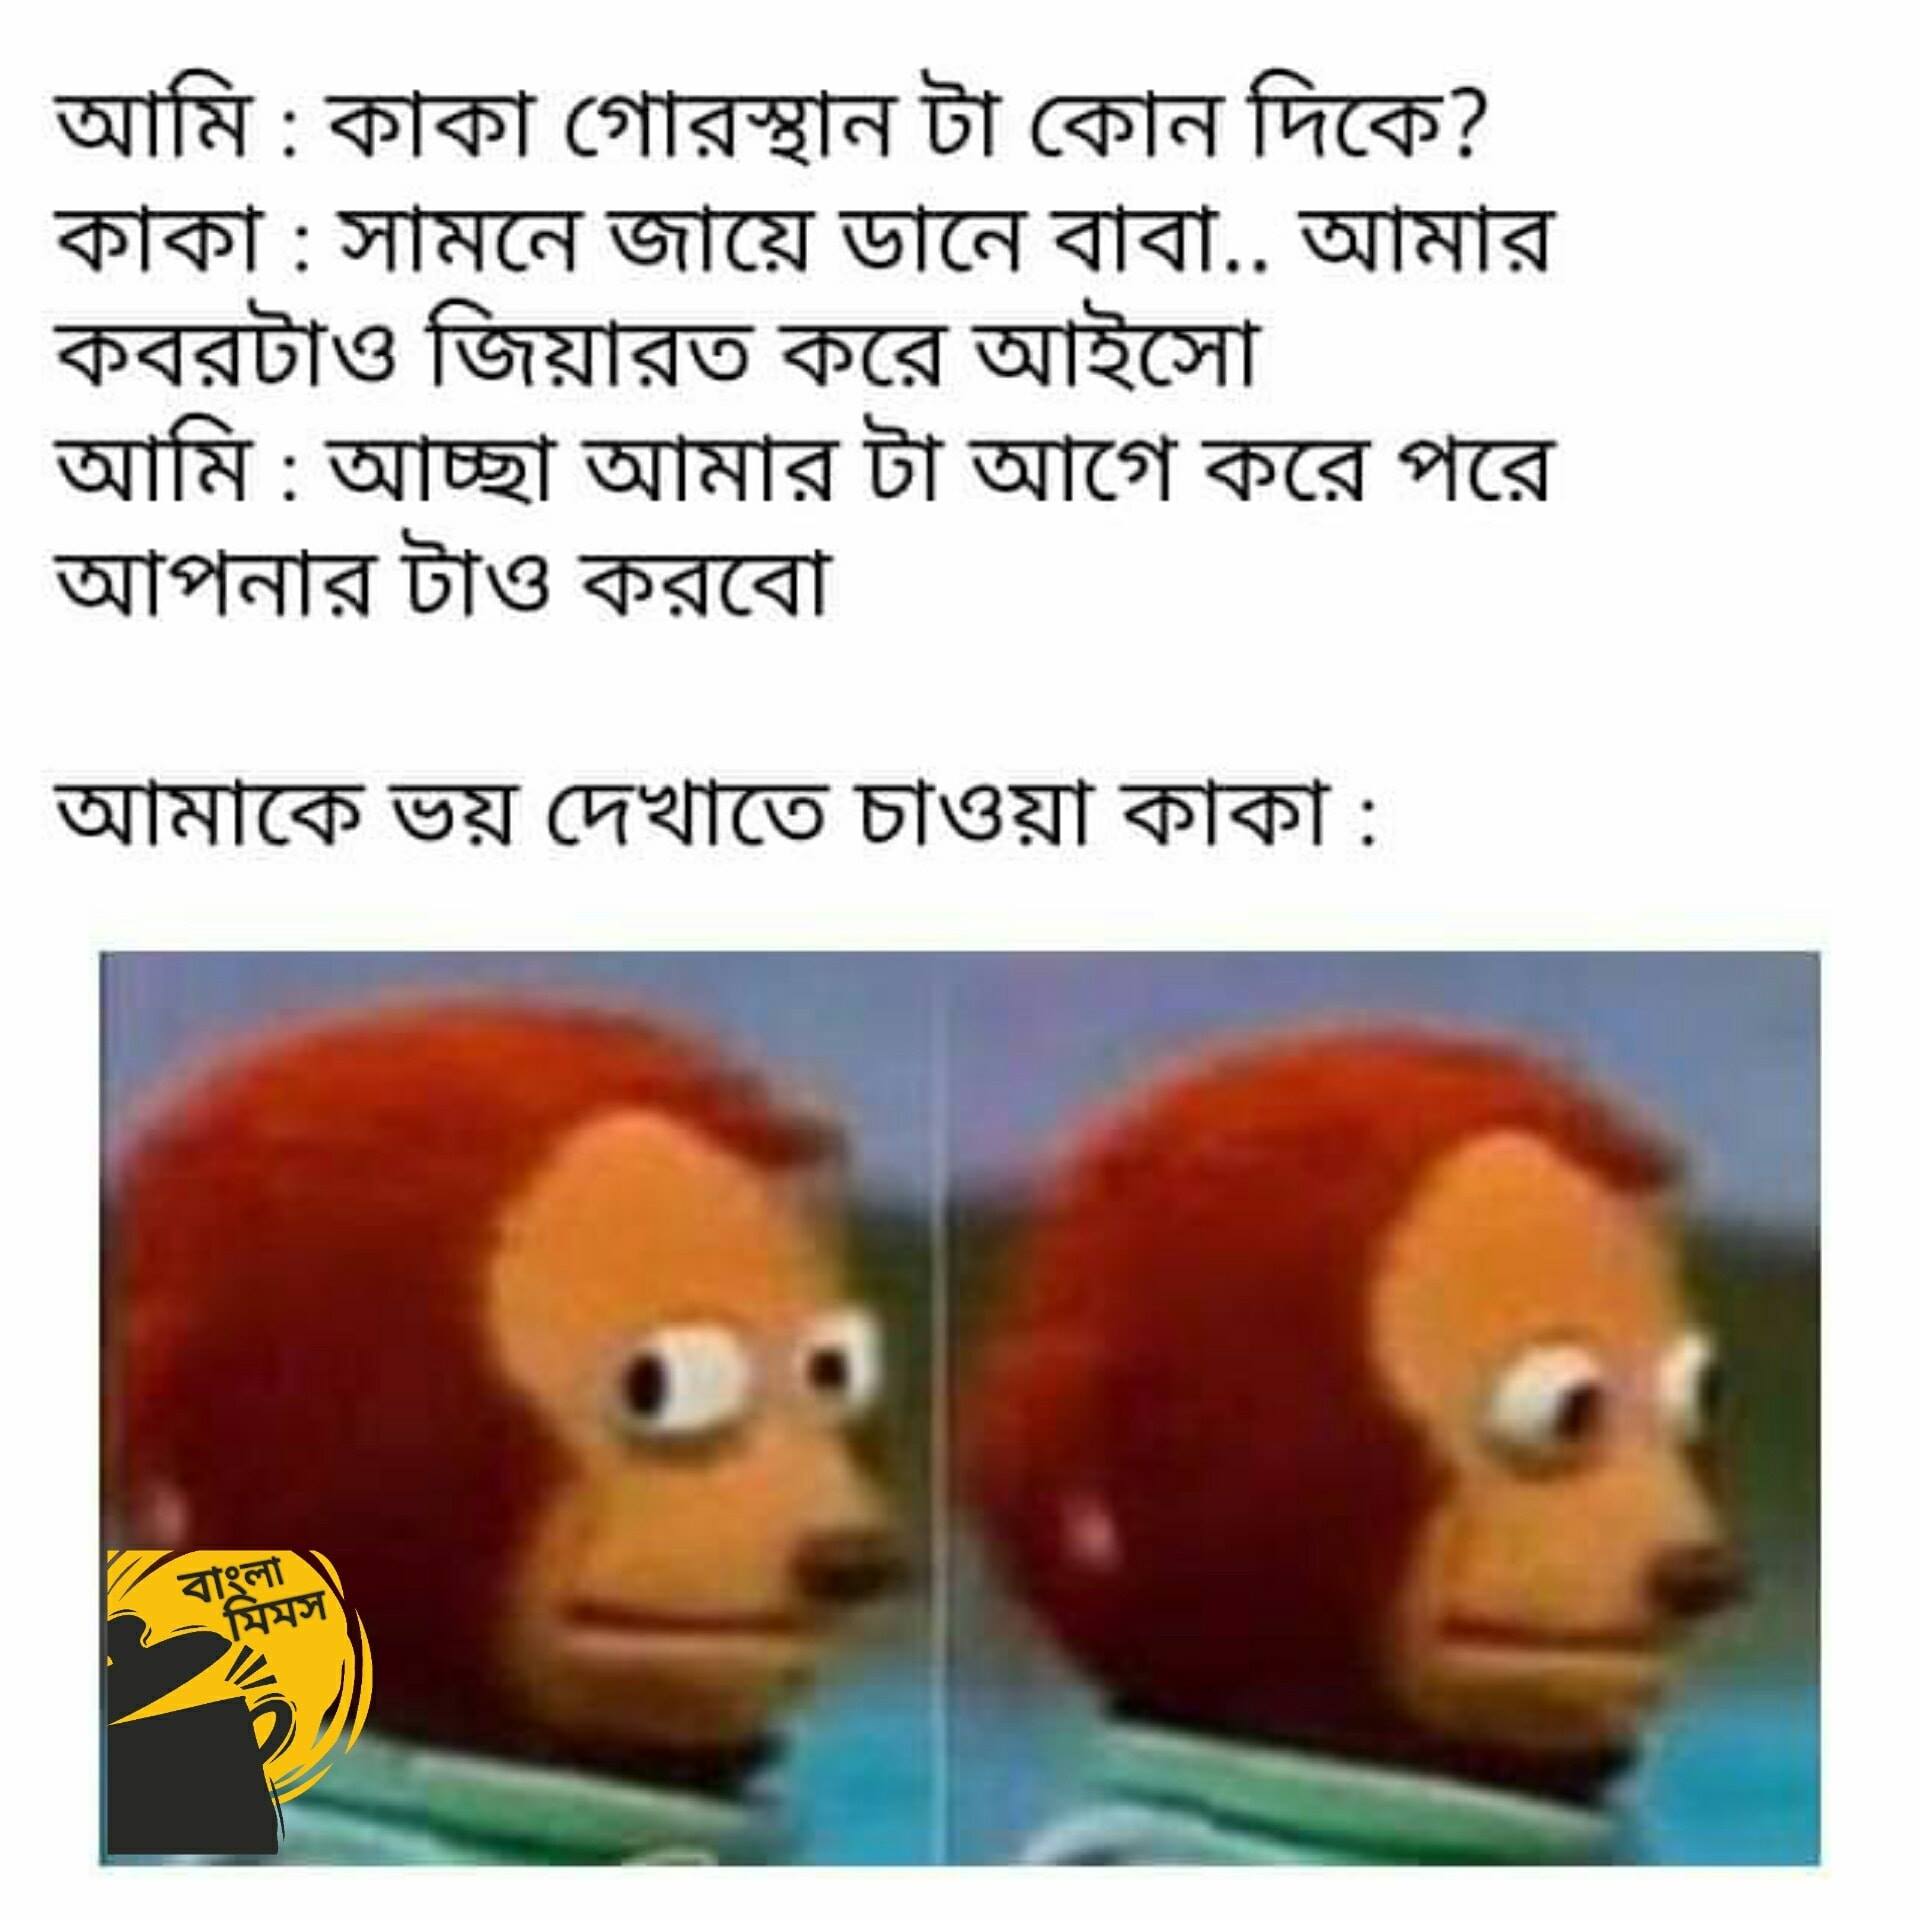 আমি : কাকা গোরস্থান টা কোন দিকে?
কাকা : সামনে জায়ে ডানে বাবা.. আমার
কবরটাও জিয়ারত করে আইসো
আমি : আচ্ছা আমার টা আগে করে পরে
আপনার টাও করবো
আমাকে ভয় দেখাতে চাওয়া কাকা :
বাংলা
মিমস